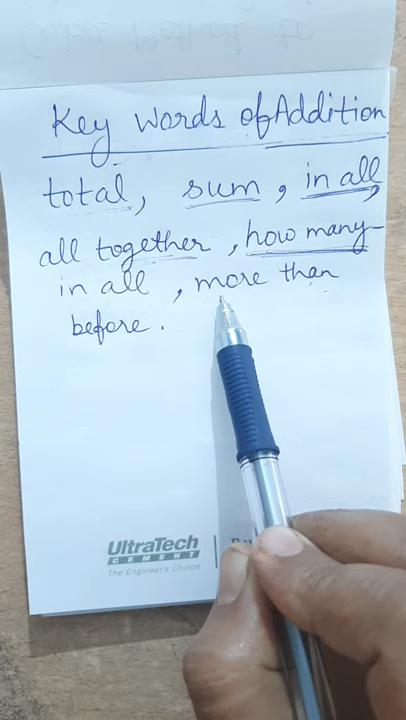 Key Words of Addition
total, sum, in all,
all together, how many
in all, more than
before.
UltraTech
CEMENT
The Engineer's Choice